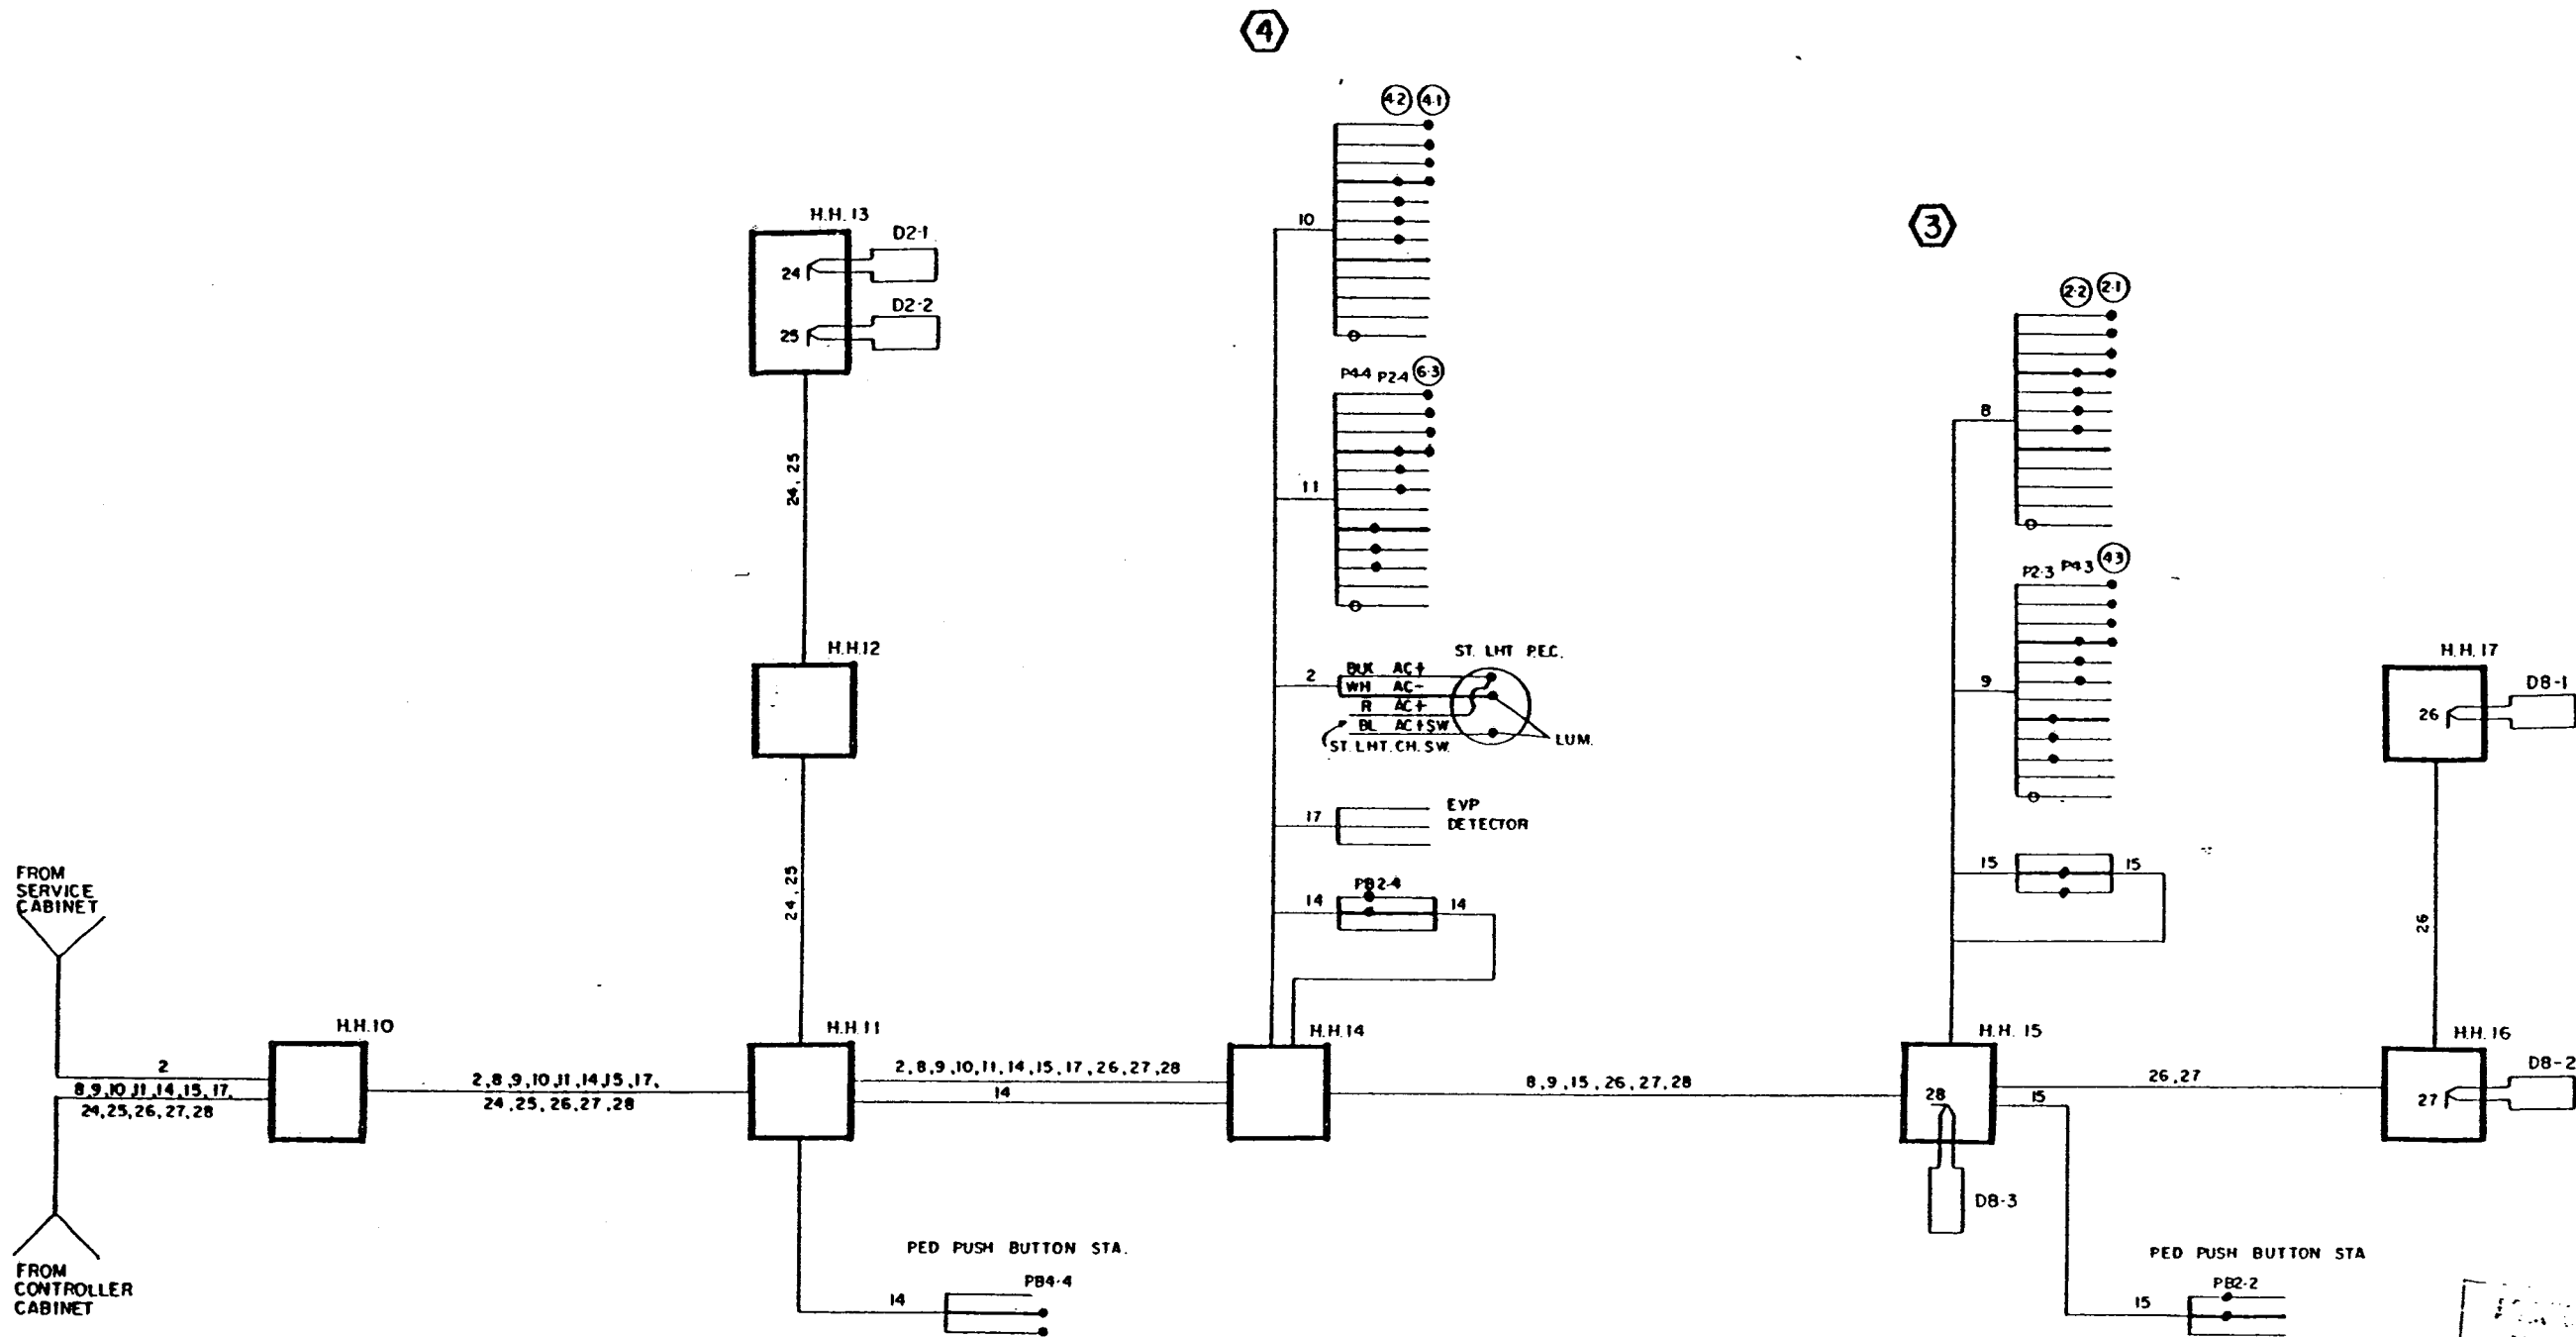 4
4-2 4-1
H.H. 13
D2-1
24
D2-2
25
10
3
2-2 2-1
P4-4 P2-4 6-3
8
24, 25
11
P2-3 P4-3 4-3
H.H.12
ST. LHT P.E.C.
2
BLK AC+
WH AC-
R AC+
BL AC+SW
ST. LHT. CH. SW.
LUM.
9
H.H. 17
26
D8-1
17
EVP
DETECTOR
24, 25
14
PB2-4
14
15
15
26
FROM
SERVICE
CABINET
H.H.10
H.H.11
H.H.14
H.H. 15
H.H. 16
2
8,9,10,11,14,15,17,
24,25,26,27,28
2,8,9,10,11,14,15,17,
24,25,26,27,28
2,8,9,10,11,14,15,17,26,27,28
14
8,9,15,26,27,28
28
26,27
15
27
D8-2
D8-3
FROM
CONTROLLER
CABINET
PED PUSH BUTTON STA.
PB4-4
14
PED PUSH BUTTON STA
PB2-2
15